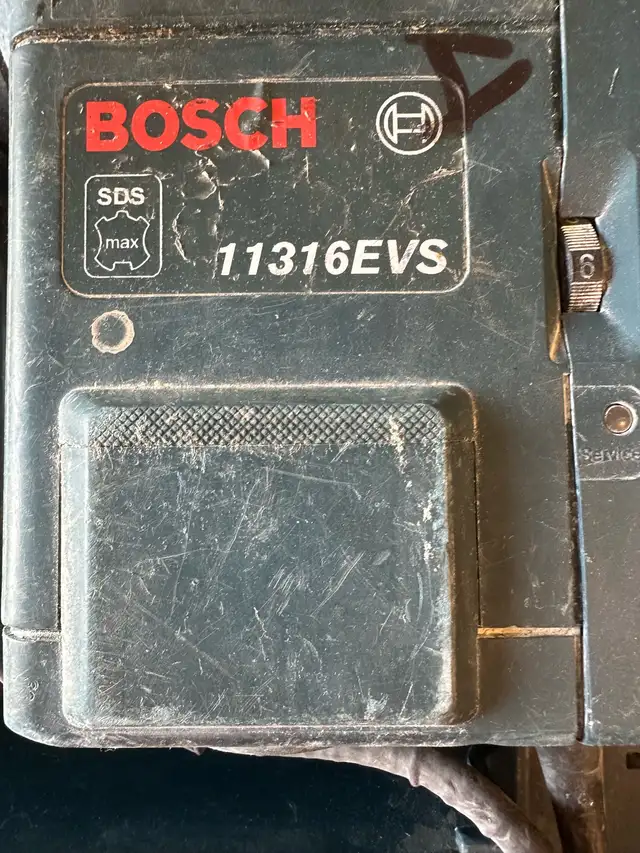 BOSCH
SDS
max
11316EVS
6
Service